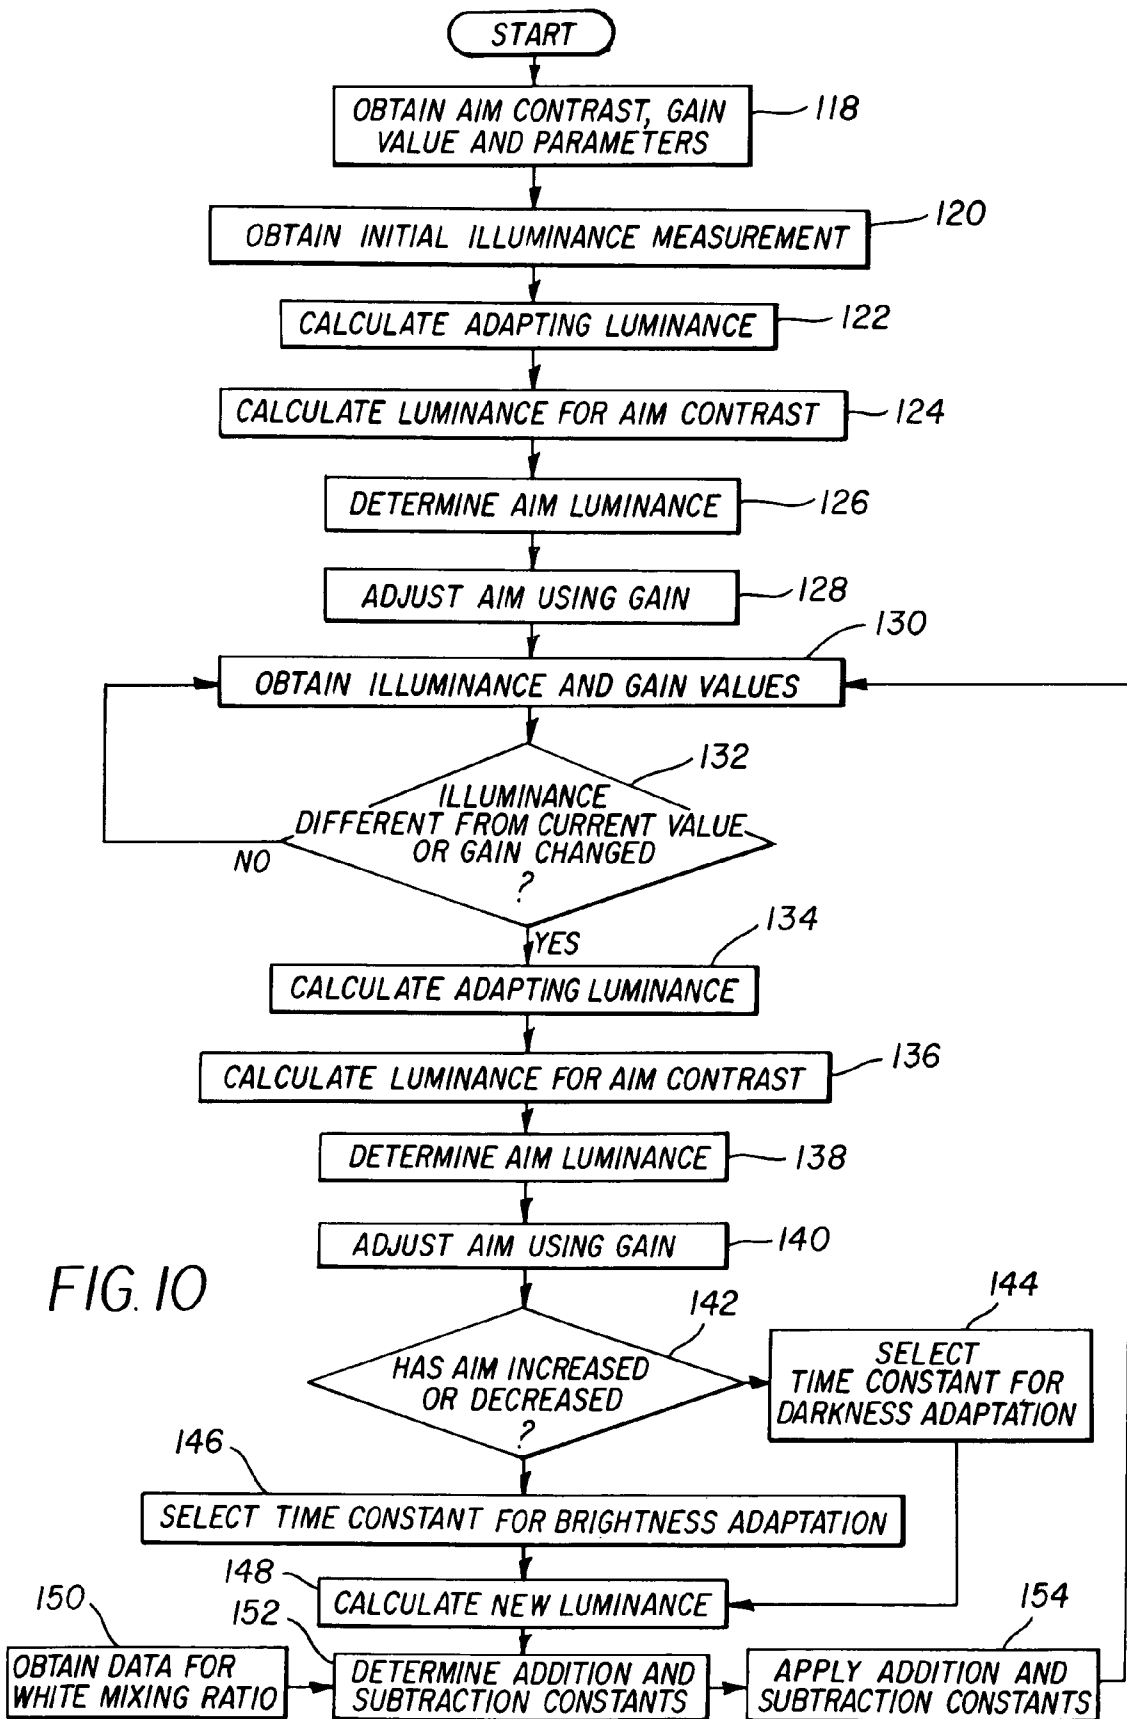 START
OBTAIN AIM CONTRAST, GAIN
VALUE AND PARAMETERS
118
OBTAIN INITIAL ILLUMINANCE MEASUREMENT
120
CALCULATE ADAPTING LUMINANCE
122
CALCULATE LUMINANCE FOR AIM CONTRAST
124
DETERMINE AIM LUMINANCE
126
ADJUST AIM USING GAIN
128
130
OBTAIN ILLUMINANCE AND GAIN VALUES
132
ILLUMINANCE
DIFFERENT FROM CURRENT VALUE
OR GAIN CHANGED
?
NO
YES
134
CALCULATE ADAPTING LUMINANCE
136
CALCULATE LUMINANCE FOR AIM CONTRAST
DETERMINE AIM LUMINANCE
138
ADJUST AIM USING GAIN
140
FIG. 10
142
HAS AIM INCREASED
OR DECREASED
?
144
SELECT
TIME CONSTANT FOR
DARKNESS ADAPTATION
146
SELECT TIME CONSTANT FOR BRIGHTNESS ADAPTATION
148
CALCULATE NEW LUMINANCE
150
OBTAIN DATA FOR
WHITE MIXING RATIO
152
DETERMINE ADDITION AND
SUBTRACTION CONSTANTS
154
APPLY ADDITION AND
SUBTRACTION CONSTANTS